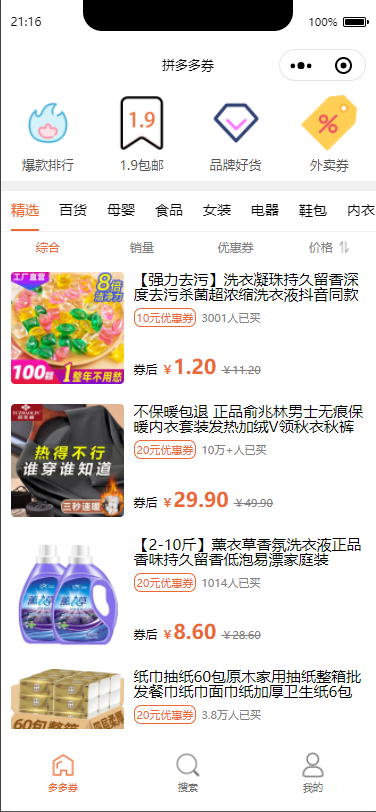 21:16
100%
拼多多券
1.9
爆款排行
1.9包邮
品牌好货
外卖券
精选
百货
母婴
食品
女装
电器
鞋包
内衣
综合
销量
优惠券
价格
工厂直营
8倍
洁净力
100颗
1整年不用愁
【强力去污】洗衣凝珠持久留香深
度去污杀菌超浓缩洗衣液抖音同款
10元优惠券
3001人已买
券后 ￥1.20 ￥11.20
YUZHAOLIN
俞兆林
热得不行
谁穿谁知道
三秒速暖
不保暖包退 正品俞兆林男士无痕保
暖内衣套装发热加绒V领秋衣秋裤
20元优惠券
10万+人已买
券后 ￥29.90 ￥49.90
薰衣草
薰衣草
【2-10斤】薰衣草香氛洗衣液正品
香味持久留香低泡易漂家庭装
20元优惠券
1014人已买
券后 ￥8.60 ￥28.60
60包整箱
纸巾抽纸60包原木家用抽纸整箱批
发餐巾纸巾面巾纸加厚卫生纸6包
20元优惠券
3.8万人已买
多多券
搜索
我的